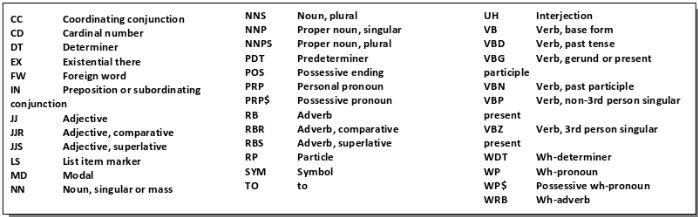 CC Coordinating conjunction
CD Cardinal number
DT Determiner
EX Existential there
FW Foreign word
IN Preposition or subordinating
conjunction
JJ Adjective
JJR Adjective, comparative
JJS Adjective, superlative
LS List item marker
MD Modal
NN Noun, singular or mass
NNS Noun, plural
NNP Proper noun, singular
NNPS Proper noun, plural
PDT Predeterminer
POS Possessive ending
PRP Personal pronoun
PRP$ Possessive pronoun
RB Adverb
RBR Adverb, comparative
RBS Adverb, superlative
RP Particle
SYM Symbol
TO to
UH Interjection
VB Verb, base form
VBD Verb, past tense
VBG Verb, gerund or present
participle
VBN Verb, past participle
VBP Verb, non-3rd person singular
present
VBZ Verb, 3rd person singular
present
WDT Wh-determiner
WP Wh-pronoun
WP$ Possessive wh-pronoun
WRB Wh-adverb